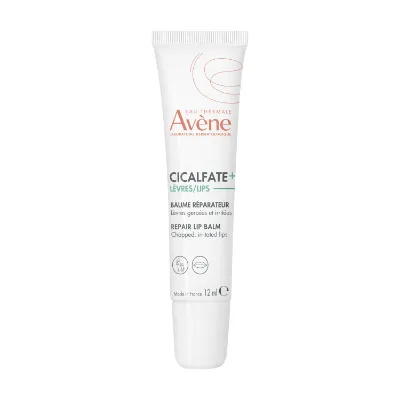 EAU THERMALE
Avène
LABORATOIRE DERMATOLOGIQUE
CICALFATE+
LÈVRES/LIPS
BAUME RÉPARATEUR
Lèvres gercées et irritées
REPAIR LIP BALM
Chapped, irritated lips
Made in France 12 ml ℮